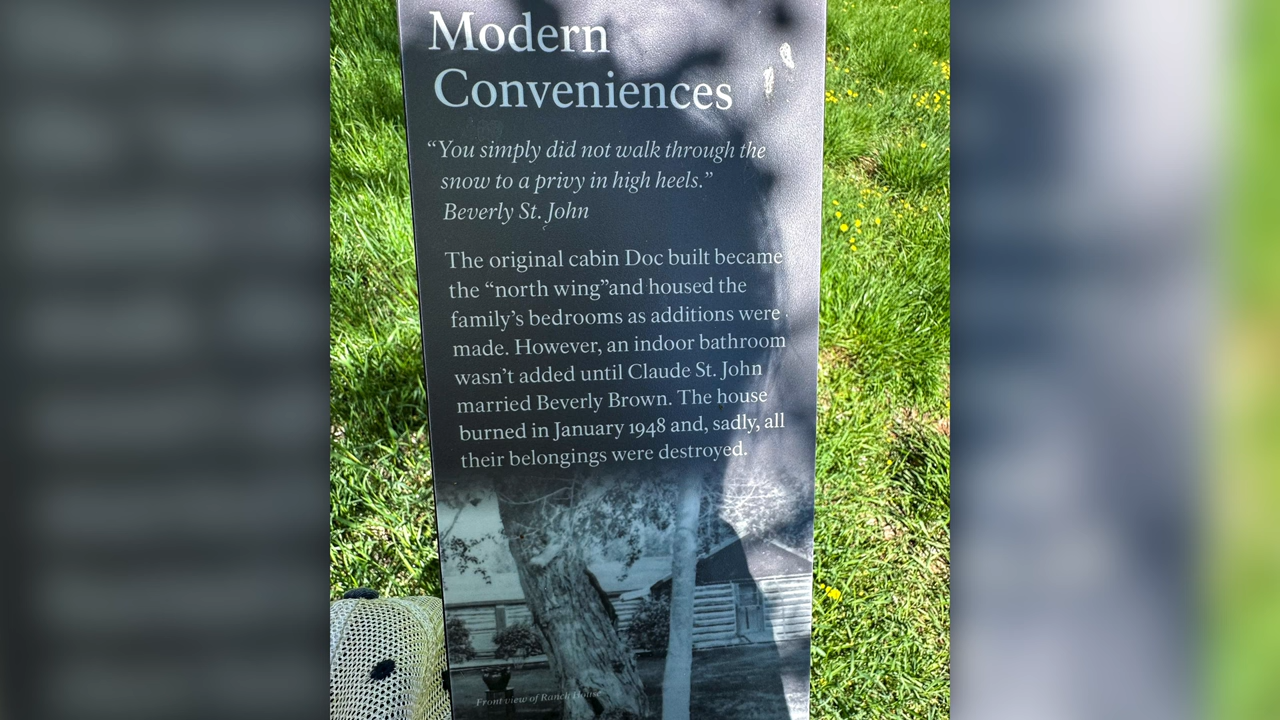 Modern
Conveniences
“You simply did not walk through the
snow to a privy in high heels.”
Beverly St. John
The original cabin Doc built became
the “north wing”and housed the
family’s bedrooms as additions were
made. However, an indoor bathroom
wasn’t added until Claude St. John
married Beverly Brown. The house
burned in January 1948 and, sadly, all
their belongings were destroyed.
Front view of Ranch House